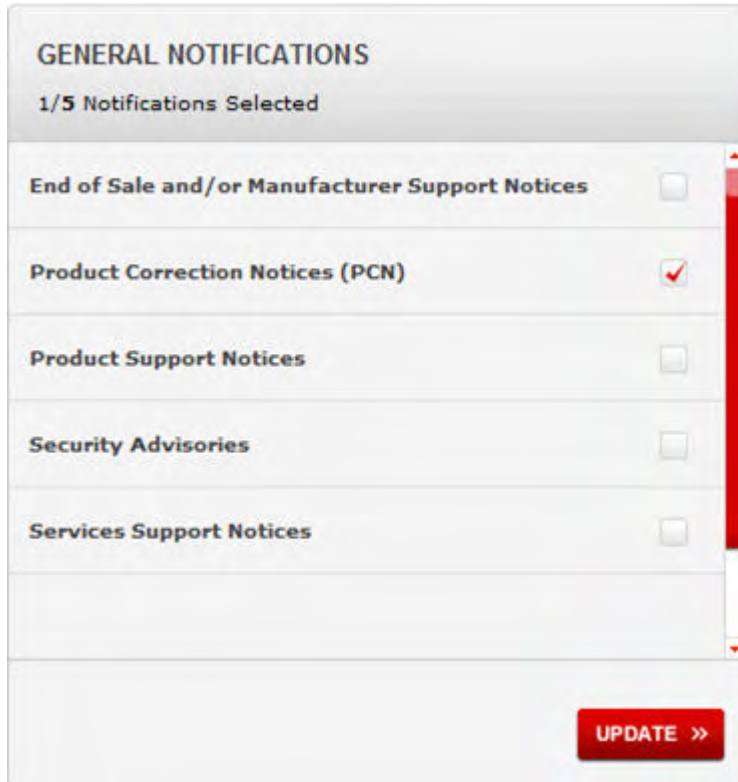 GENERAL NOTIFICATIONS
1/5 Notifications Selected
End of Sale and/or Manufacturer Support Notices
Product Correction Notices (PCN)
Product Support Notices
Security Advisories
Services Support Notices
UPDATE »